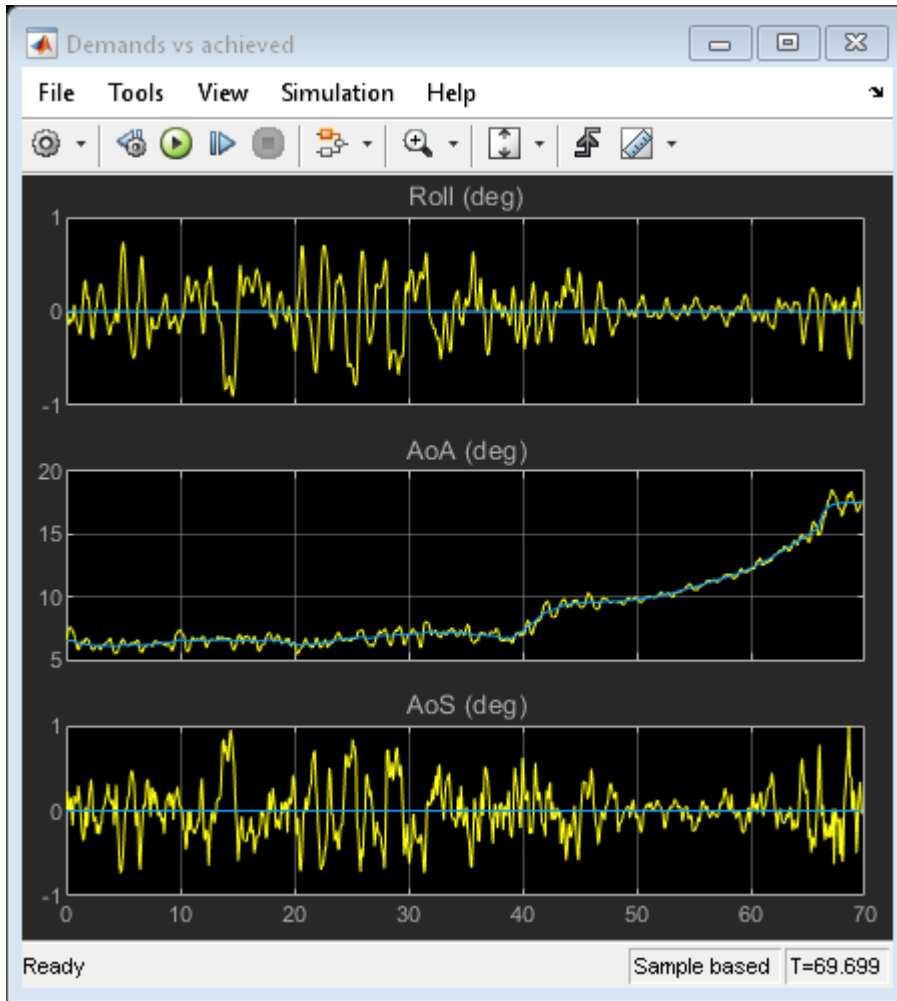 Demands vs achieved
File Tools View Simulation Help
Roll (deg)
1
0
-1
AoA (deg)
20
15
10
5
AoS (deg)
1
0
-1
0 10 20 30 40 50 60 70
Ready Sample based T=69.699